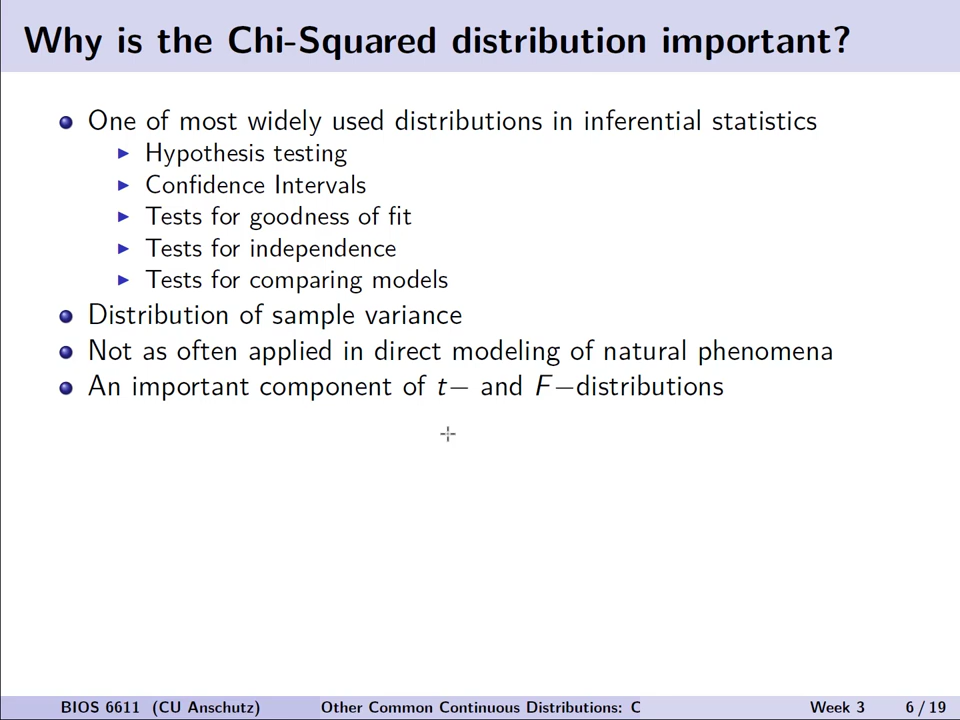 Why is the Chi-Squared distribution important?
One of most widely used distributions in inferential statistics
Hypothesis testing
Confidence Intervals
Tests for goodness of fit
Tests for independence
Tests for comparing models
Distribution of sample variance
Not as often applied in direct modeling of natural phenomena
An important component of t− and F−distributions
BIOS 6611 (CU Anschutz) Other Common Continuous Distributions: C Week 3 6 / 19